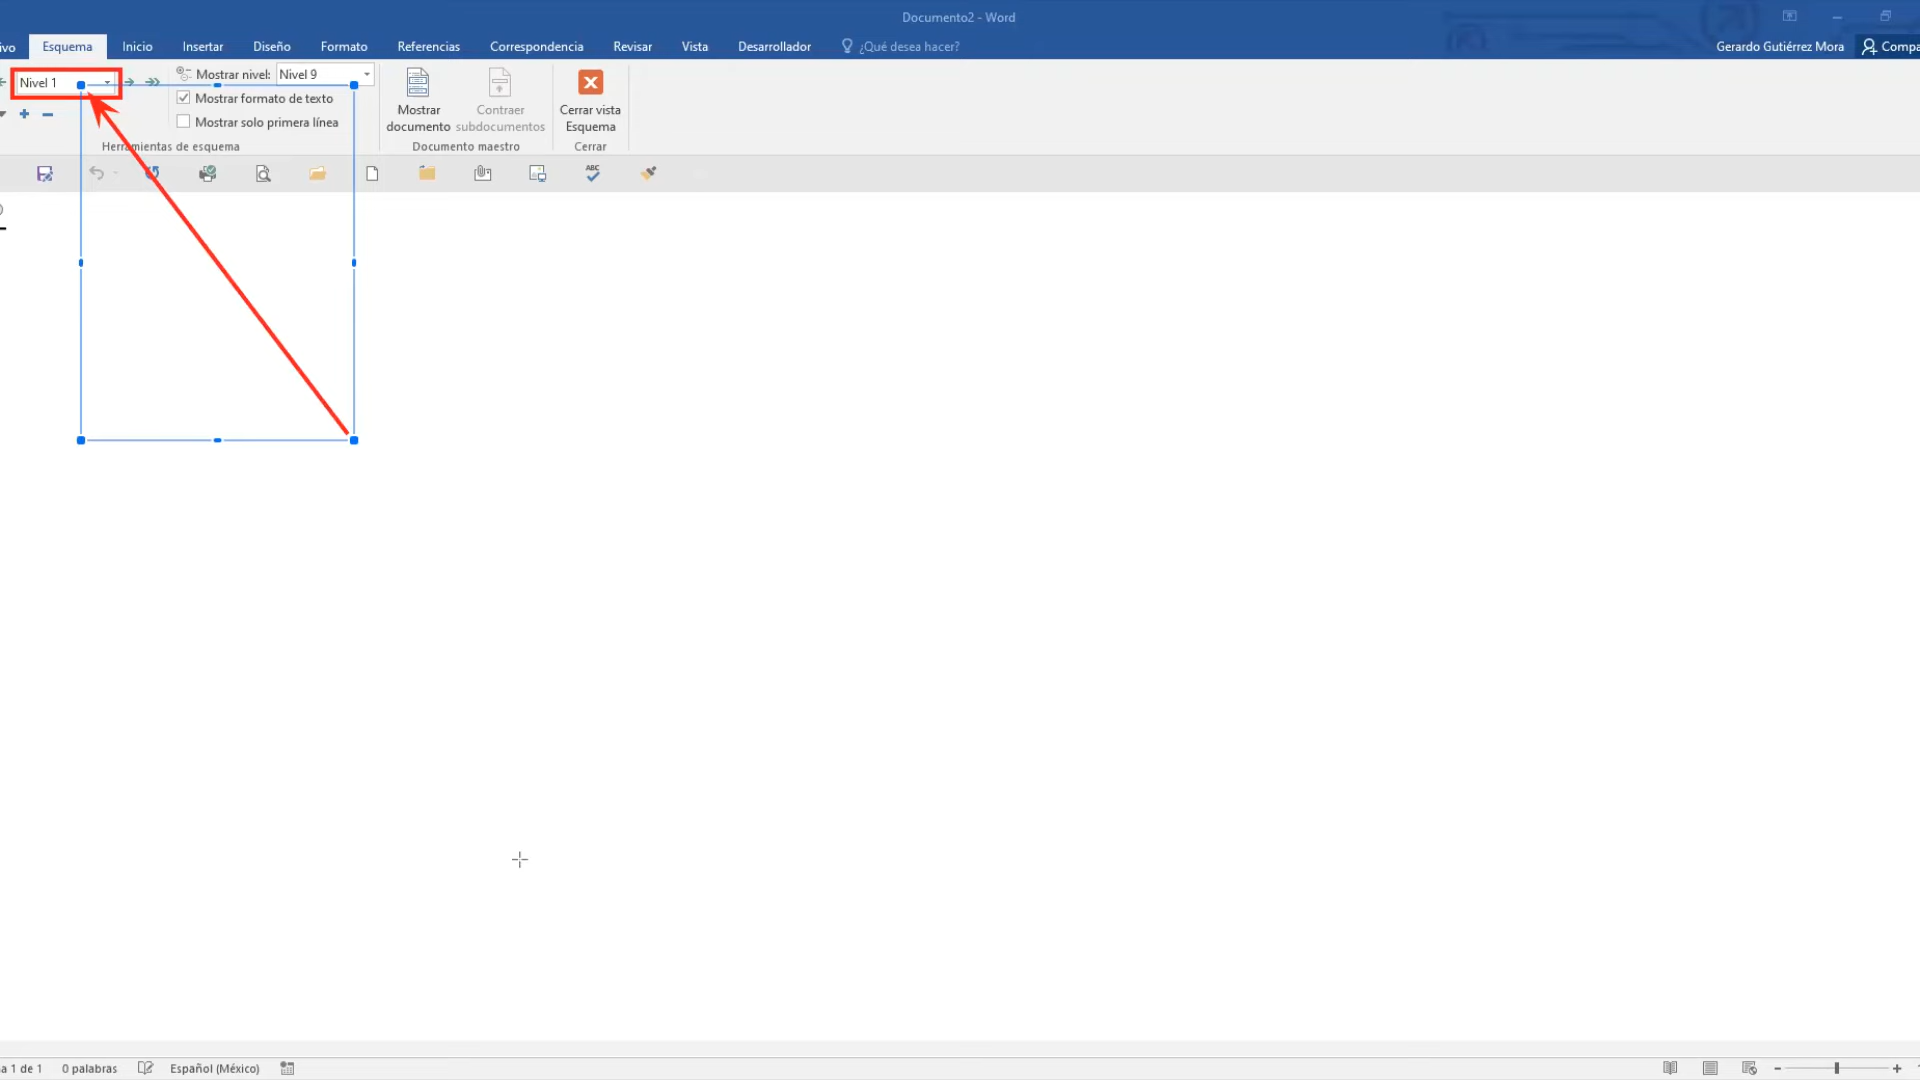 Documento2 - Word
ivo Esquema Inicio Insertar Diseño Formato Referencias Correspondencia Revisar Vista Desarrollador ¿Qué desea hacer? Gerardo Gutiérrez Mora Compa
Nivel 1 Mostrar nivel: Nivel 9
Mostrar formato de texto
Mostrar solo primera línea
Herramientas de esquema
Mostrar documento
Contraer subdocumentos
Documento maestro
Cerrar vista Esquema
Cerrar
ABC
a 1 de 1 0 palabras Español (México)